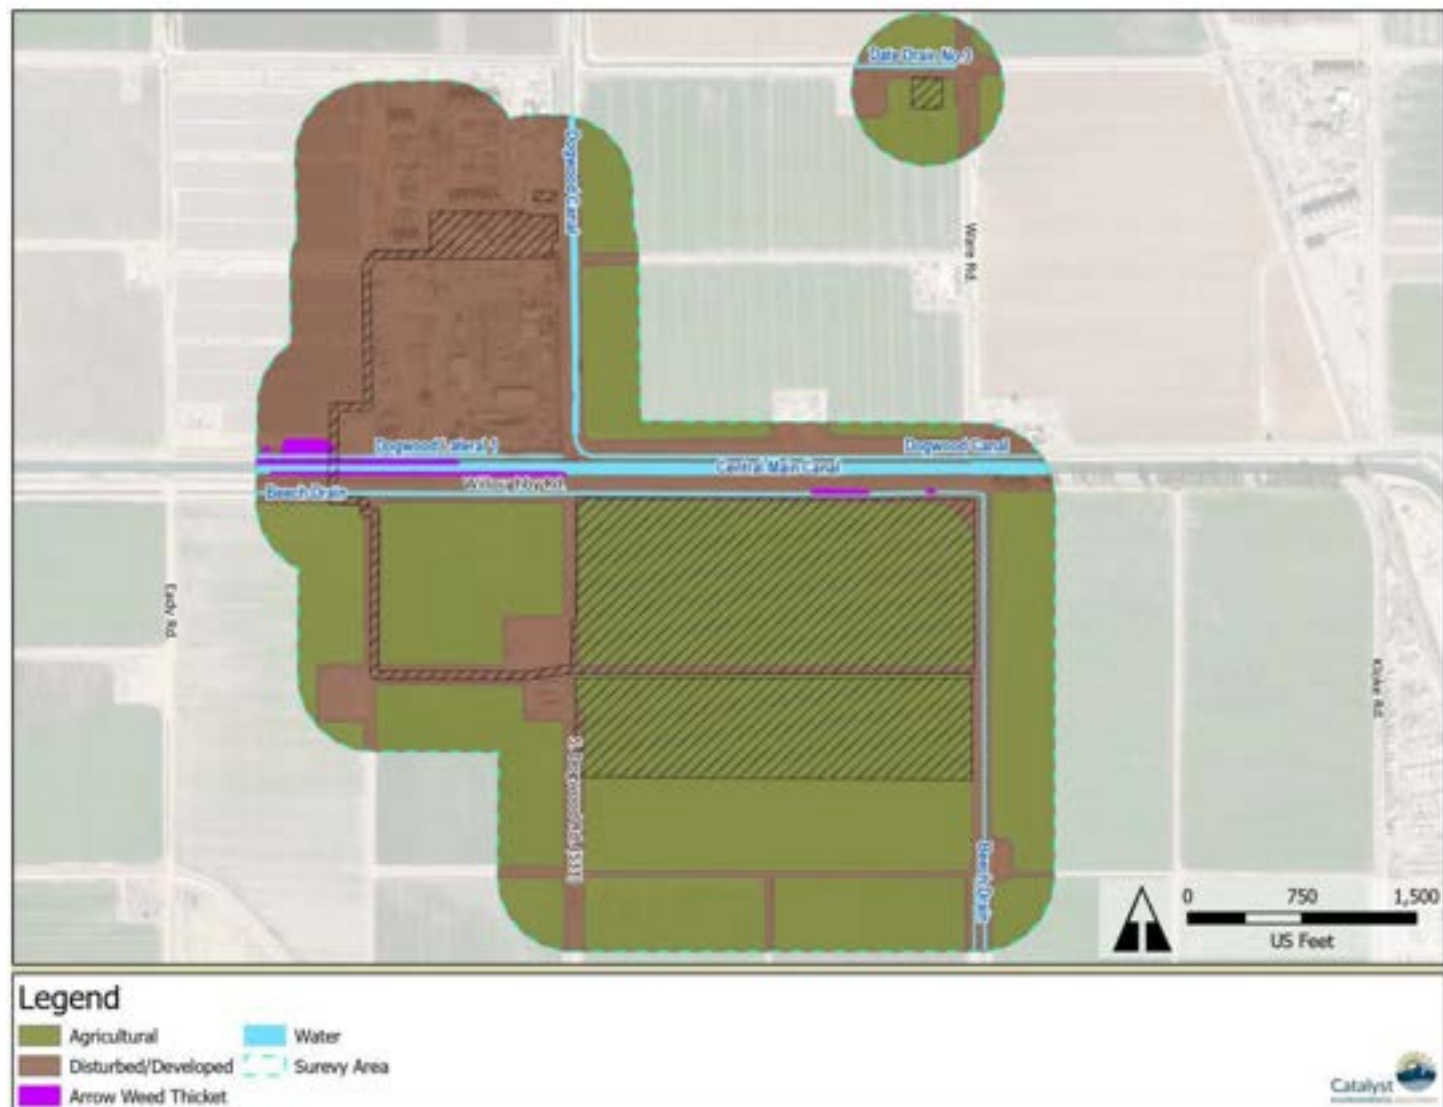 Date Drain No 3
Dogwood Canal
Ware Rd.
Dogwood Lateral 1
Dogwood Canal
Central Main Canal
Willoughby Rd.
Beech Drain
Eady Rd.
Kloke Rd.
S. Dogwood Rd.
Beech Drain
0 750 1,500
US Feet
Legend
Agricultural
Water
Disturbed/Developed
Surevy Area
Arrow Weed Thicket
Catalyst